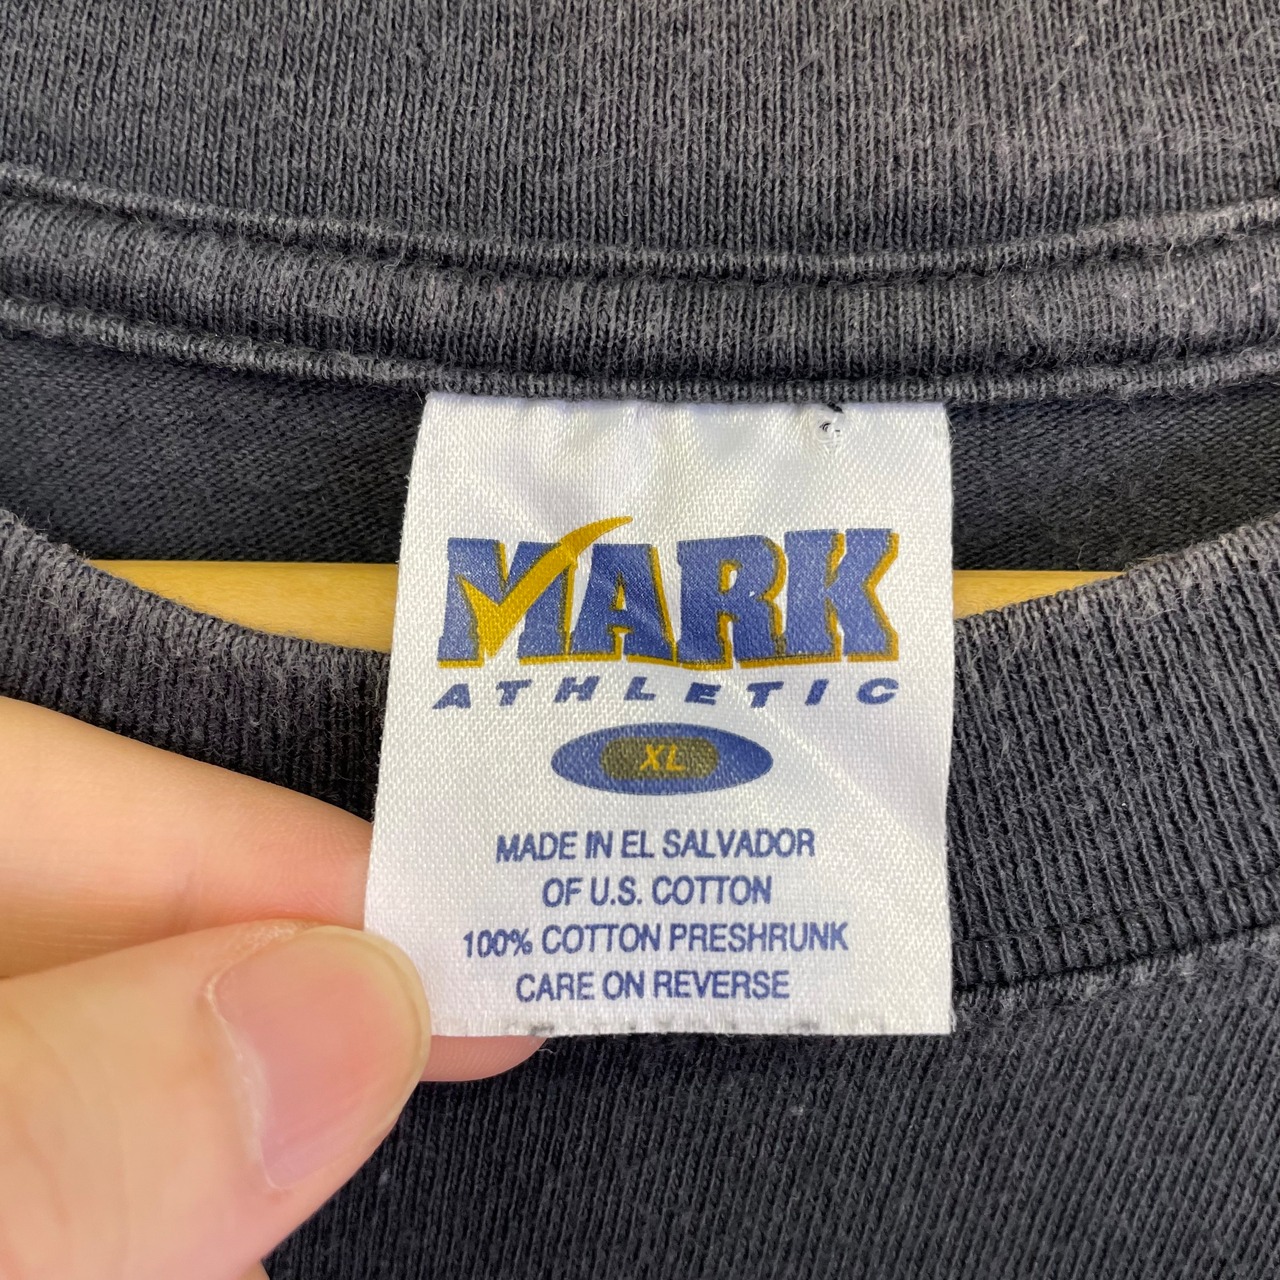 MARK
ATHLETIC
XL
MADE IN EL SALVADOR
OF U.S. COTTON
100% COTTON PRESHRUNK
CARE ON REVERSE